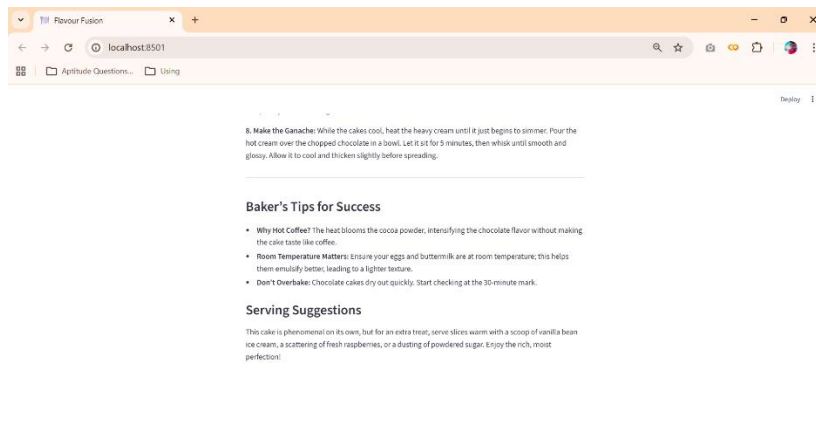 Flavour Fusion
localhost:8501
Aptitude Questions...
Using
Deploy
8. Make the Ganache: While the cakes cool, heat the heavy cream until it just begins to simmer. Pour the
hot cream over the chopped chocolate in a bowl. Let it sit for 5 minutes, then whisk until smooth and
glossy. Allow it to cool and thicken slightly before spreading.
Baker's Tips for Success
• Why Hot Coffee? The heat blooms the cocoa powder, intensifying the chocolate flavor without making
the cake taste like coffee.
• Room Temperature Matters: Ensure your eggs and buttermilk are at room temperature; this helps
them emulsify better, leading to a lighter texture.
• Don't Overbake: Chocolate cakes dry out quickly. Start checking at the 30-minute mark.
Serving Suggestions
This cake is phenomenal on its own, but for an extra treat, serve slices warm with a scoop of vanilla bean
ice cream, a scattering of fresh raspberries, or a dusting of powdered sugar. Enjoy the rich, moist
perfection!